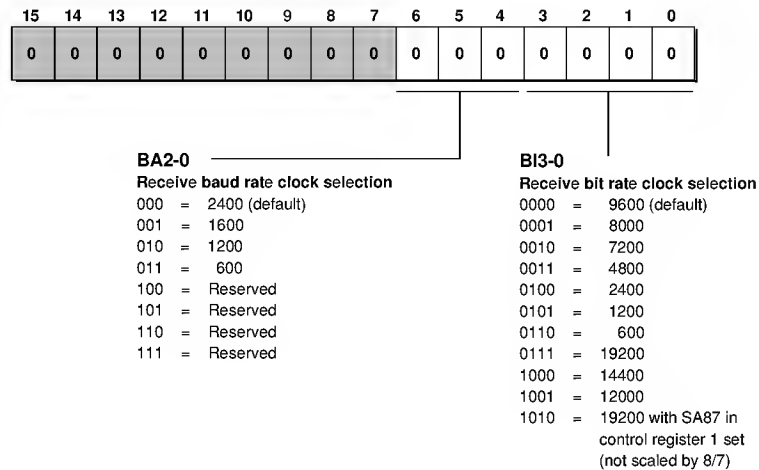 15 14 13 12 11 10 9 8 7 6 5 4 3 2 1 0
0 0 0 0 0 0 0 0 0 0 0 0 0 0 0 0
BA2-0
Receive baud rate clock selection
000 = 2400 (default)
001 = 1600
010 = 1200
011 = 600
100 = Reserved
101 = Reserved
110 = Reserved
111 = Reserved
BI3-0
Receive bit rate clock selection
0000 = 9600 (default)
0001 = 8000
0010 = 7200
0011 = 4800
0100 = 2400
0101 = 1200
0110 = 600
0111 = 19200
1000 = 14400
1001 = 12000
1010 = 19200 with SA87 in
control register 1 set
(not scaled by 8/7)